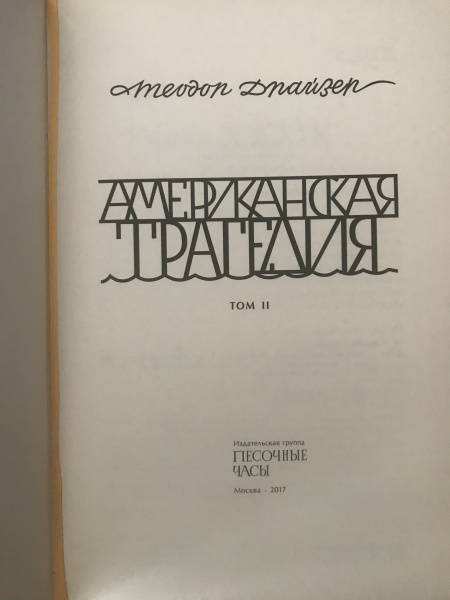 Теодор Драйзер
АМЕРИКАНСКАЯ
ТРАГЕДИЯ
ТОМ II
Издательская группа
ПЕСОЧНЫЕ
ЧАСЫ
Москва - 2017